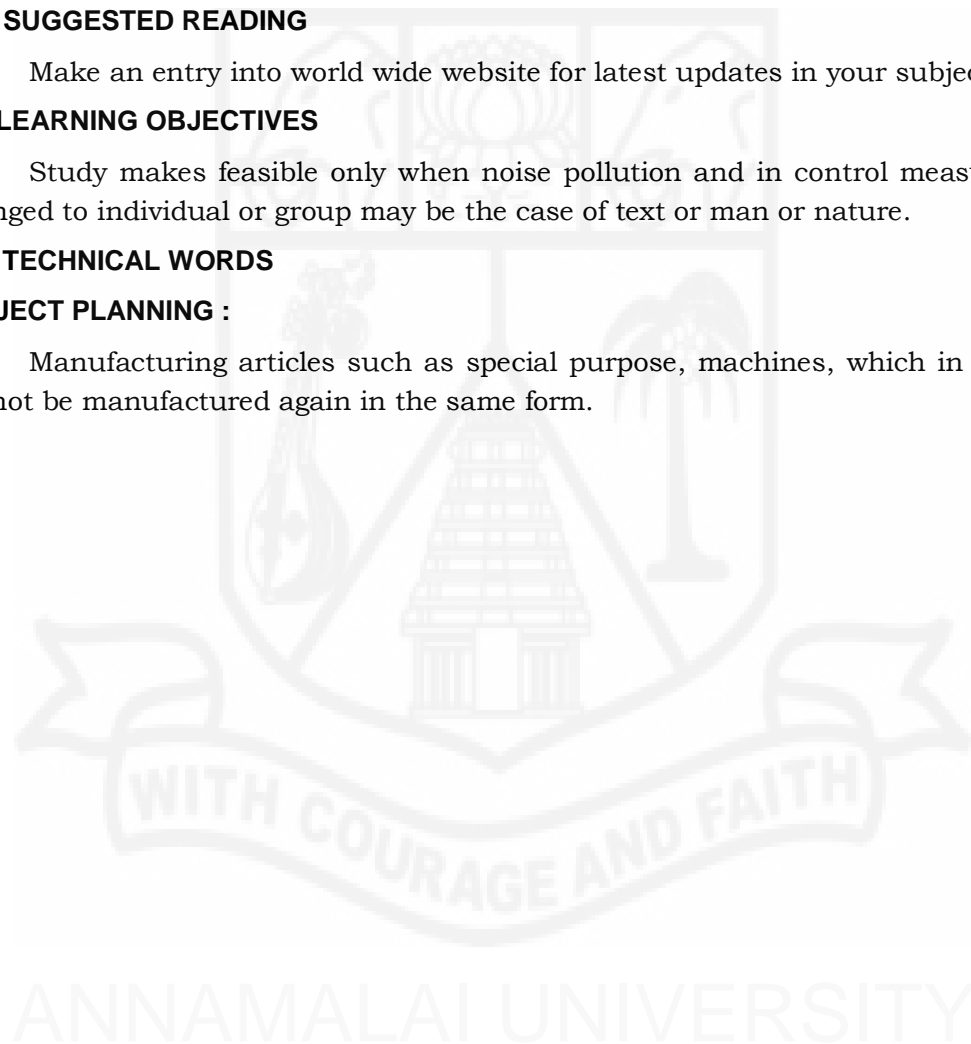 SUGGESTED READING
Make an entry into world wide website for latest updates in your subjec
LEARNING OBJECTIVES
Study makes feasible only when noise pollution and in control meas
nged to individual or group may be the case of text or man or nature.
TECHNICAL WORDS
JECT PLANNING :
Manufacturing articles such as special purpose, machines, which in
not be manufactured again in the same form.
WITH COURAGE AND FAITH
ANNAMALAI UNIVERSITY